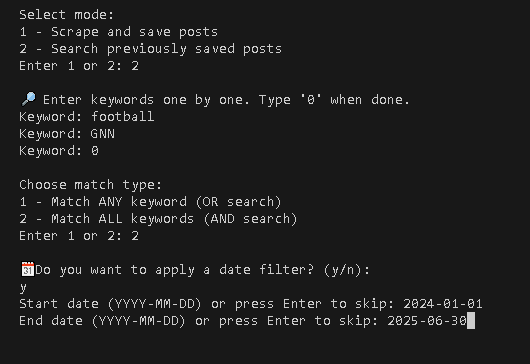 Select mode:
1 - Scrape and save posts
2 - Search previously saved posts
Enter 1 or 2: 2
🔎 Enter keywords one by one. Type '0' when done.
Keyword: football
Keyword: GNN
Keyword: 0
Choose match type:
1 - Match ANY keyword (OR search)
2 - Match ALL keywords (AND search)
Enter 1 or 2: 2
📅Do you want to apply a date filter? (y/n):
y
Start date (YYYY-MM-DD) or press Enter to skip: 2024-01-01
End date (YYYY-MM-DD) or press Enter to skip: 2025-06-30